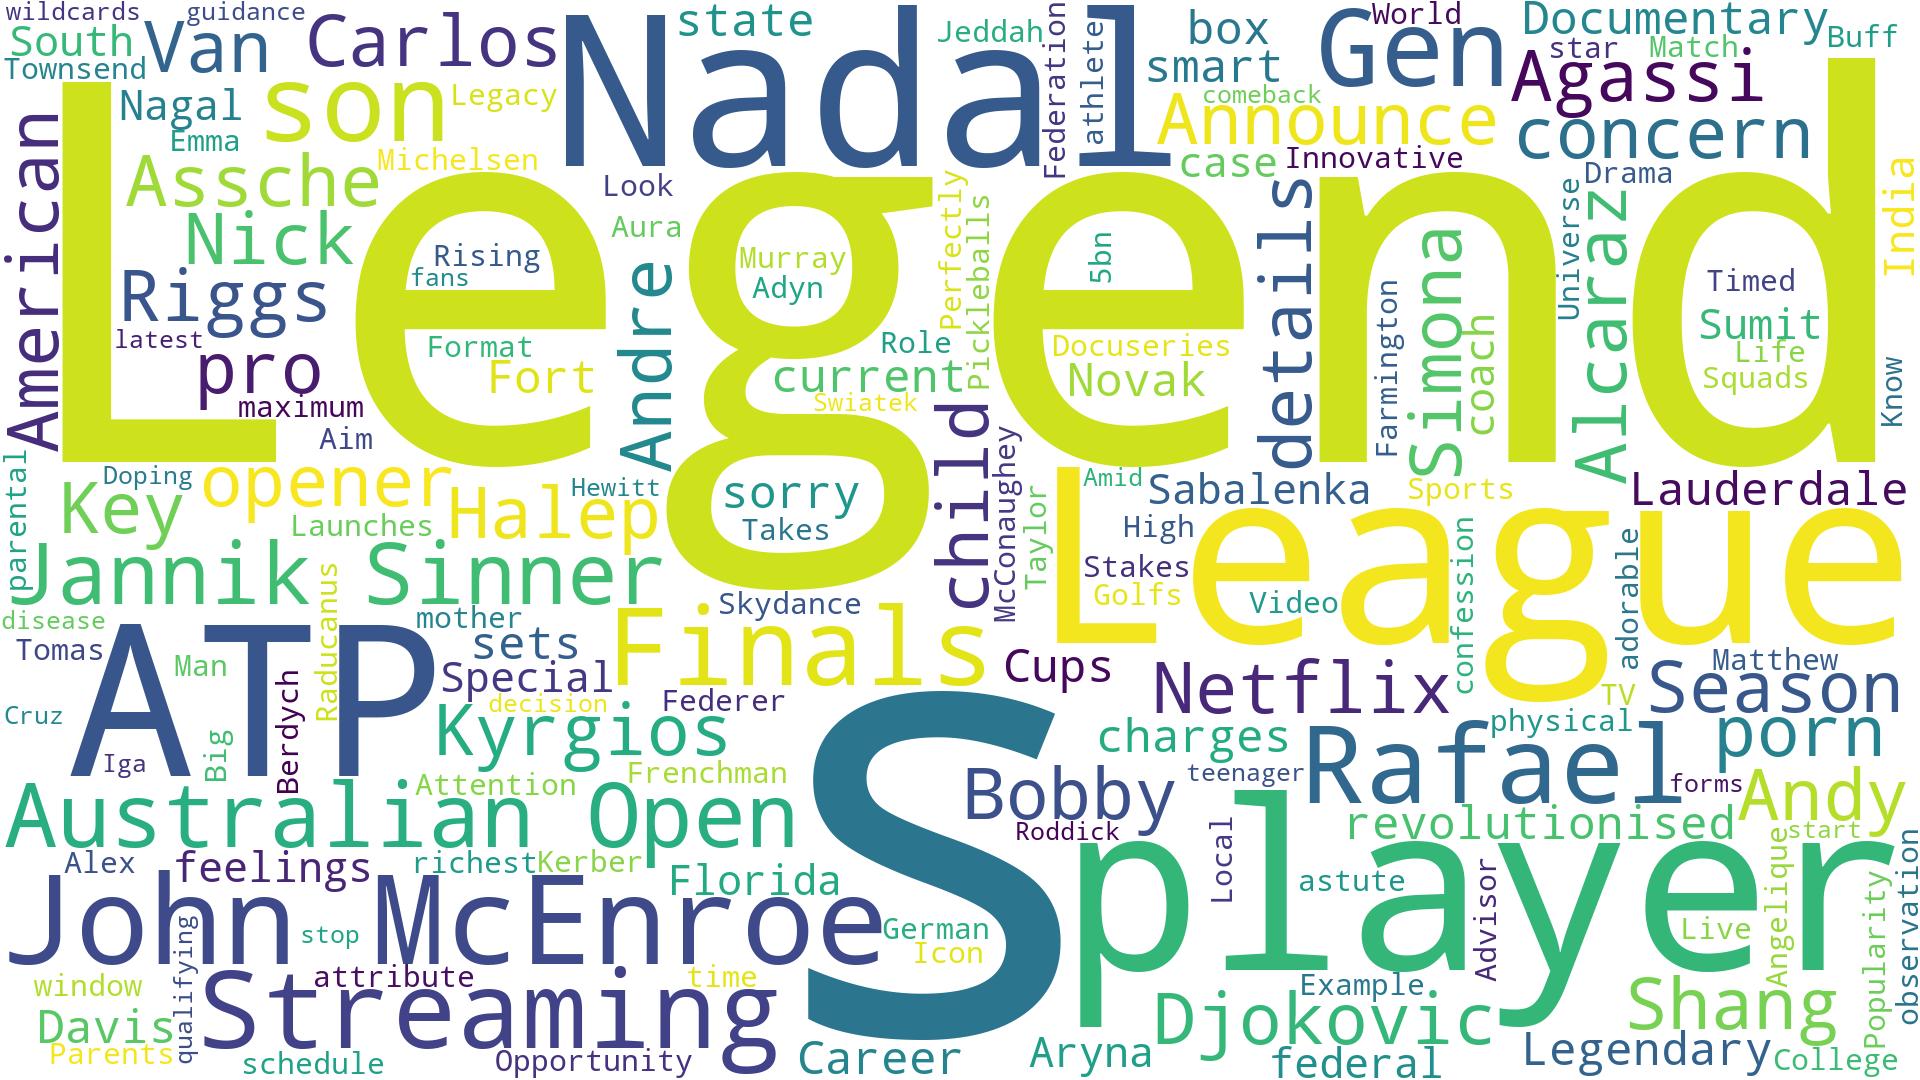 wildcards
guidance
South
Van
Carlos
Nadal
state
Jeddah
Federation
athlete
box
Gen
World
Documentary
Buff
Townsend
smart
star
Match
Agassi
Nagal
son
Legacy
comeback
Announce
concern
Emma
Michelsen
case
Innovative
American
Assche
Look
Legend
details
Drama
India
Nick
Aura
Perfectly
Pickleballs
Universe
Rising
fans
Murray
Adyn
5bn
Simona
Alcaraz
Timed
Riggs
Andre
Farmington
Sumit
latest
Format
Role
Docuseries
coach
Life
pro
Fort
current
Novak
Squads
Know
maximum
Swiatek
Aim
child
McConaughey
parental
Doping
opener
Hewitt
sorry
Amid
Sabalenka
Sports
Lauderdale
Key
Halep
Launches
Takes
Taylor
High
League
confession
adorable
Jannik
Sinner
Stakes
Golfs
disease
Raducanus
mother
Skydance
Video
Tomas
ATP
Man
sets
Finals
Cups
Matthew
Berdych
Special
decision
Federer
Netflix
TV
Season
Cruz
Big
Kyrgios
charges
physical
porn
Iga
Attention
Frenchman
S
Bobby
teenager
Rafael
forms
Andy
Australian
Open
Roddick
player
Local
revolutionised
start
Alex
feelings
richest
Kerber
Florida
astute
Advisor
Angelique
Popularity
observation
John
McEnroe
stop
German
Icon
Live
window
qualifying
attribute
time
Example
Davis
Streaming
Djokovic
Shang
Parents
schedule
Opportunity
Career
Aryna
federal
Legendary
College